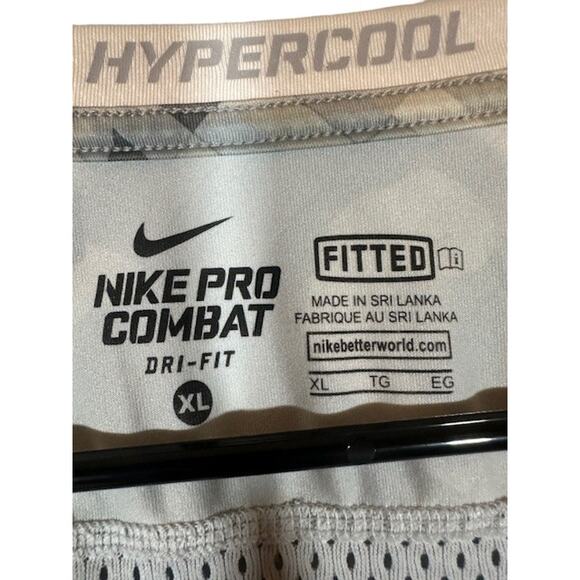 HYPERCOOL
NIKE PRO
COMBAT
DRI-FIT
XL
FITTED
MADE IN SRI LANKA
FABRIQUE AU SRI LANKA
nikebetterworld.com
XL TG EG